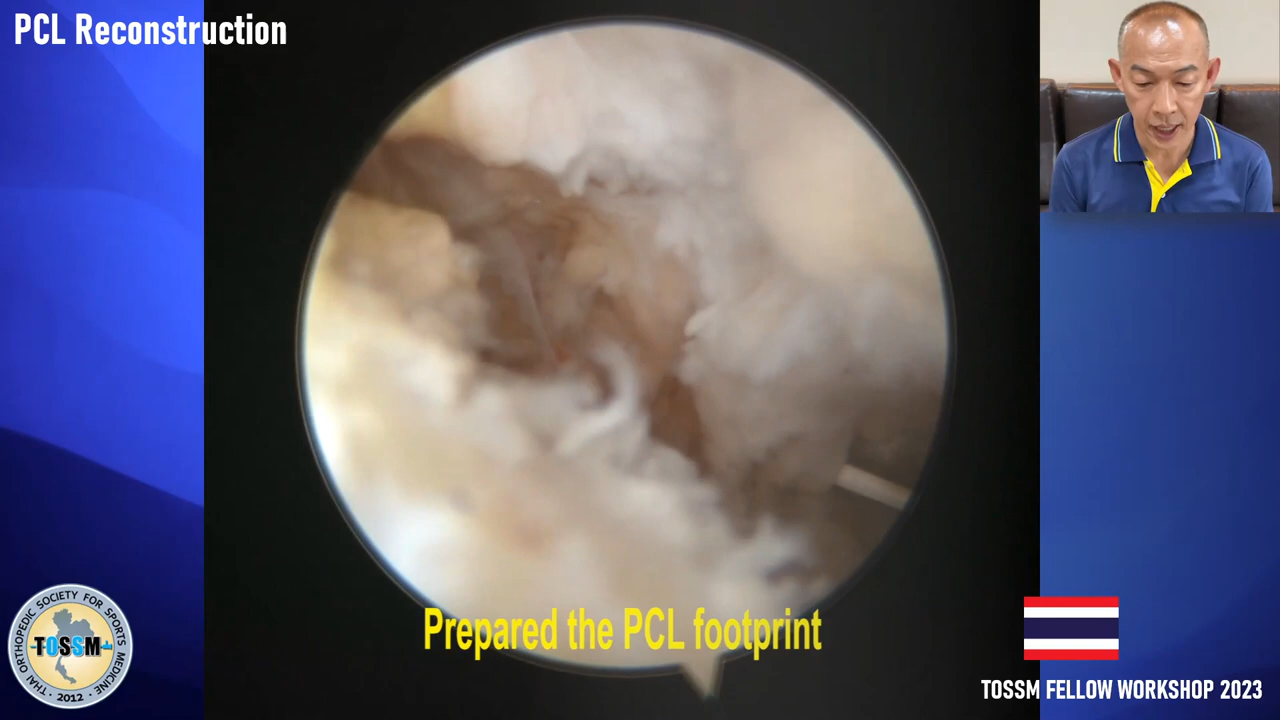 PCL Reconstruction
Prepared the PCL footprint
THAI ORTHOPEDIC SOCIETY FOR SPORTS MEDICINE
TOSSM
2012
TOSSM FELLOW WORKSHOP 2023